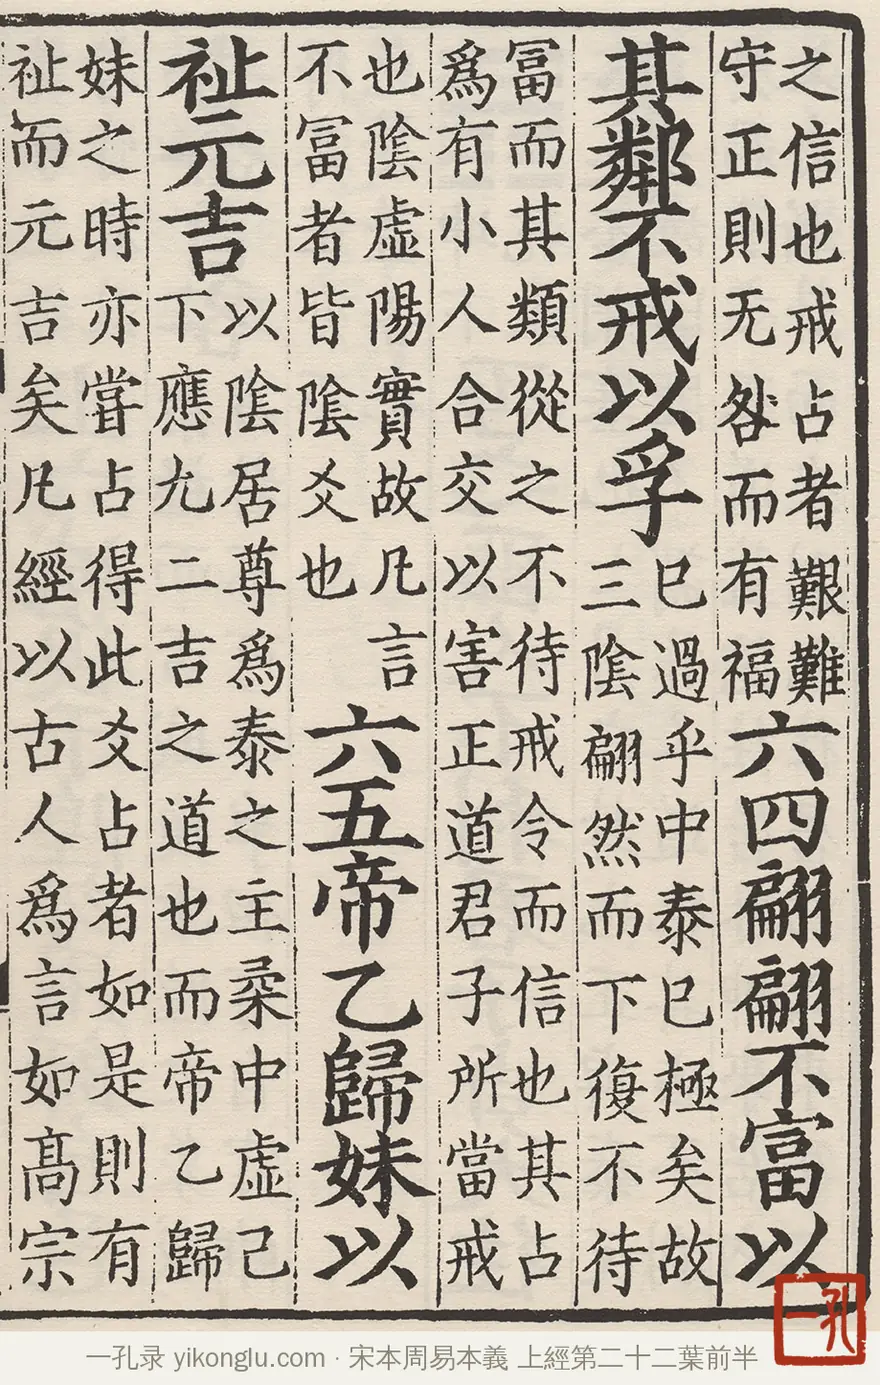 之信也戒占者艱難
守正則无咎而有福
六四翩翩不富以
其鄰不戒以孚
已過乎中泰已極矣故
三陰翩然而下復不待
冨而其類從之不待戒令而信也其占
爲有小人合交以害正道君子所當戒
也陰虛陽實故凡言
不冨者皆陰爻也
六五帝乙歸妹以
祉元吉
以陰居尊爲泰之主柔中虛己
下應九二吉之道也而帝乙歸
妹之時亦嘗占得此爻占者如是則有
祉而元吉矣凡經以古人爲言如髙宗
一孔
一孔录 yikonglu.com · 宋本周易本義 上經第二十二葉前半